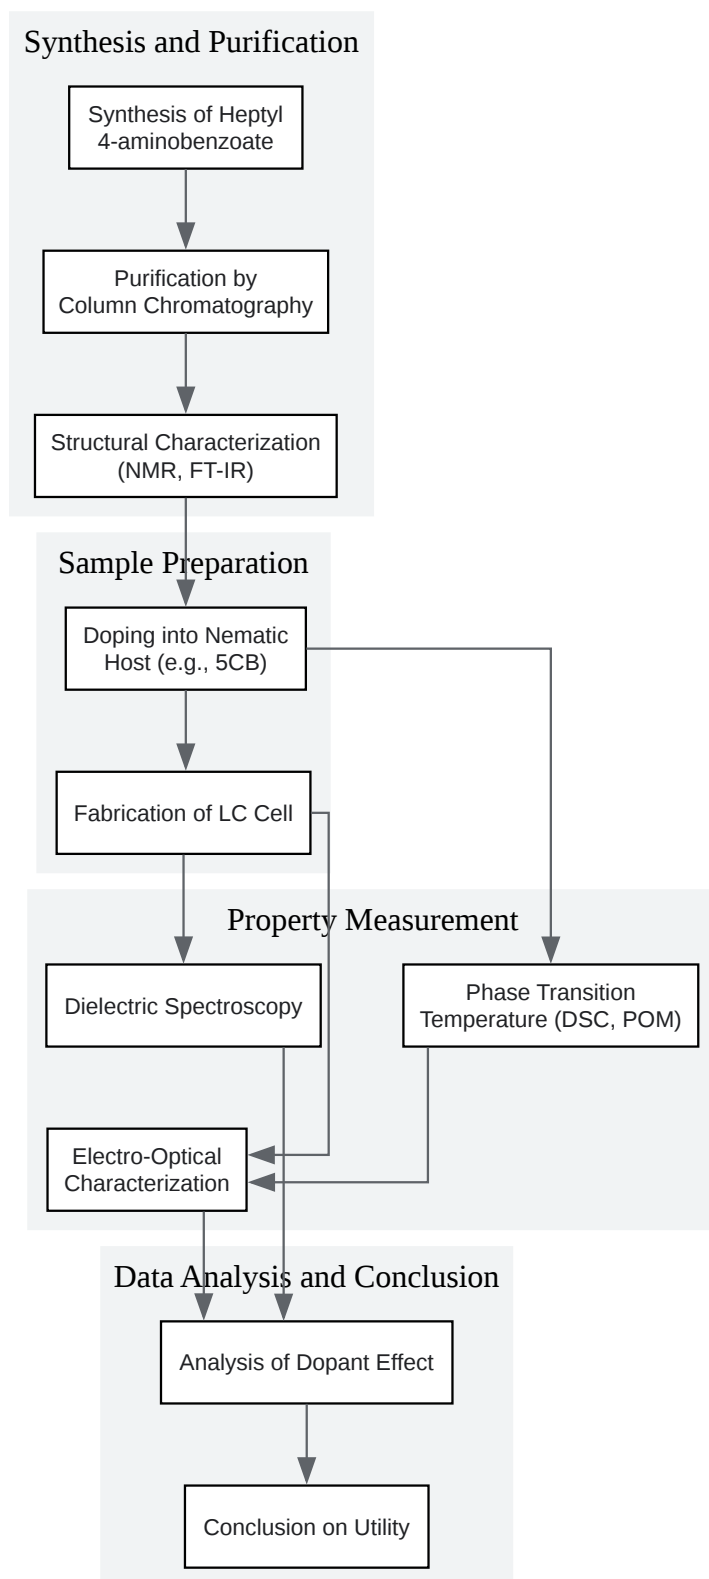 Synthesis and Purification
Synthesis of Heptyl
4-aminobenzoate
Purification by
Column Chromatography
Structural Characterization
(NMR, FT-IR)
Sample Preparation
Doping into Nematic
Host (e.g., 5CB)
Fabrication of LC Cell
Property Measurement
Dielectric Spectroscopy
Phase Transition
Temperature (DSC, POM)
Electro-Optical
Characterization
Data Analysis and Conclusion
Analysis of Dopant Effect
Conclusion on Utility